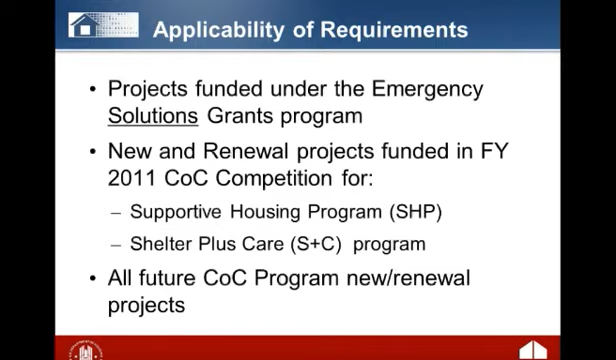 Applicability of Requirements
• Projects funded under the Emergency
Solutions Grants program
• New and Renewal projects funded in FY
2011 CoC Competition for:
– Supportive Housing Program (SHP)
– Shelter Plus Care (S+C) program
• All future CoC Program new/renewal
projects